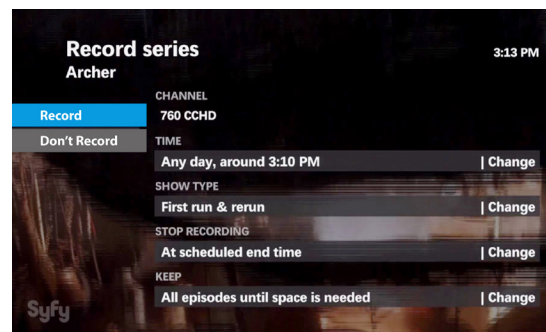 Record series
3:13 PM
Archer
CHANNEL
Record
760 CCHD
Don't Record
TIME
Any day, around 3:10 PM | Change
SHOW TYPE
First run & rerun | Change
STOP RECORDING
At scheduled end time | Change
KEEP
All episodes until space is needed | Change
Syfy